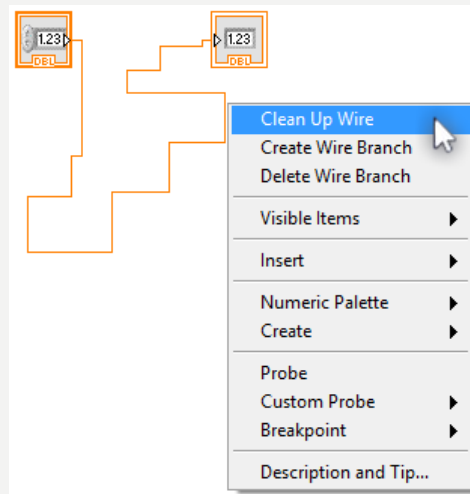 1.23
DBL
1.23
DBL
Clean Up Wire
Create Wire Branch
Delete Wire Branch
Visible Items
Insert
Numeric Palette
Create
Probe
Custom Probe
Breakpoint
Description and Tip...